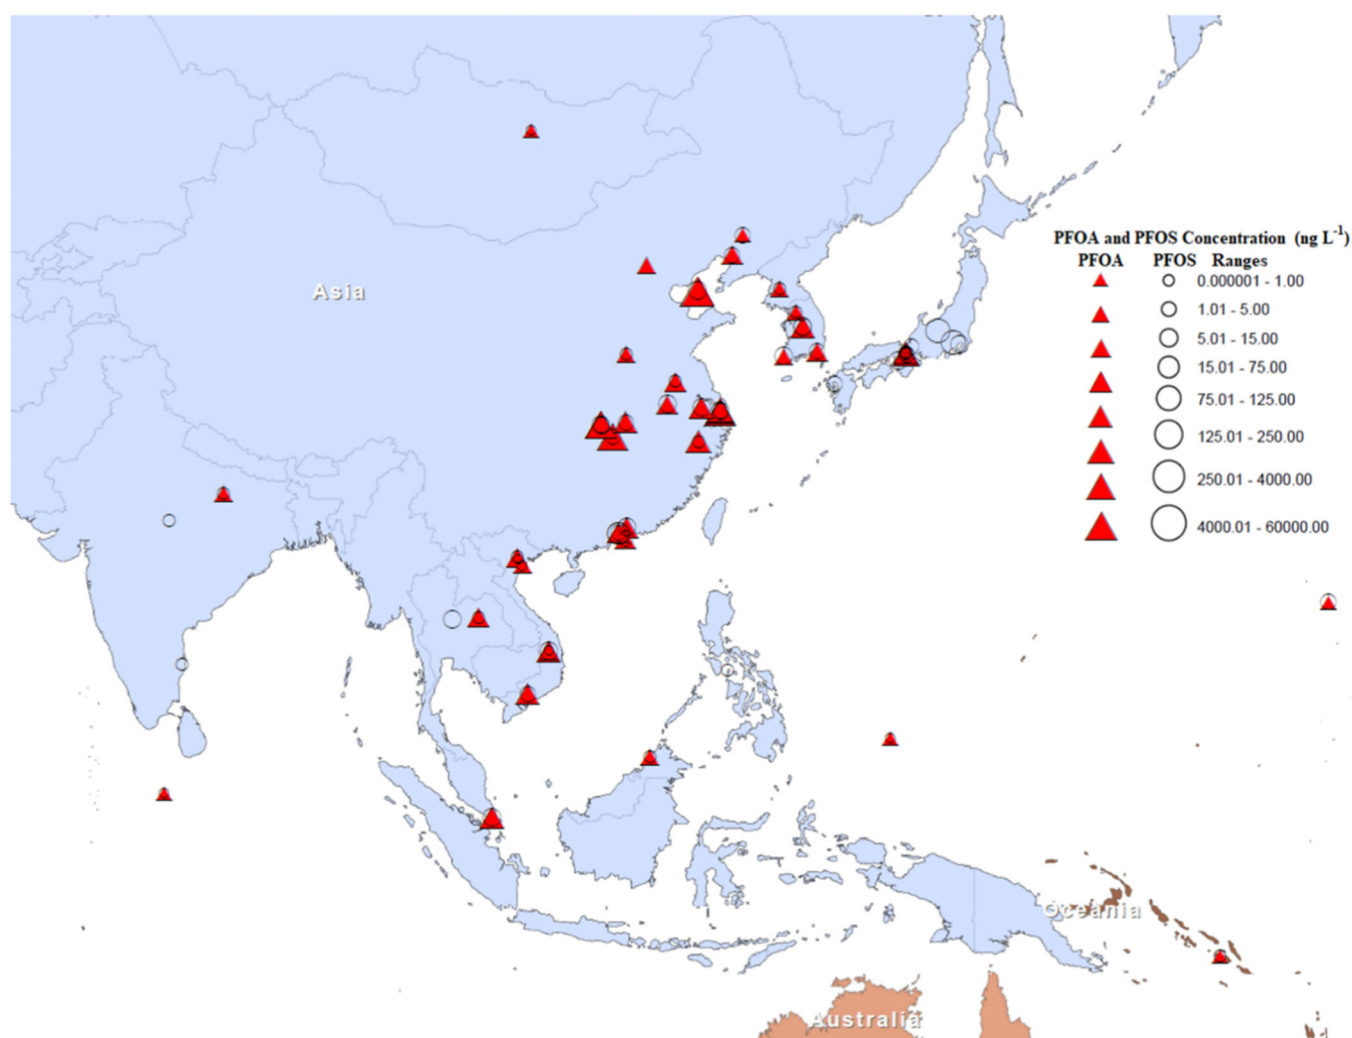 PFOA and PFOS Concentration (ng L⁻¹)
PFOA PFOS Ranges
0.000001 - 1.00
1.01 - 5.00
5.01 - 15.00
15.01 - 75.00
75.01 - 125.00
125.01 - 250.00
250.01 - 4000.00
4000.01 - 60000.00
Asia
Oceania
Australia